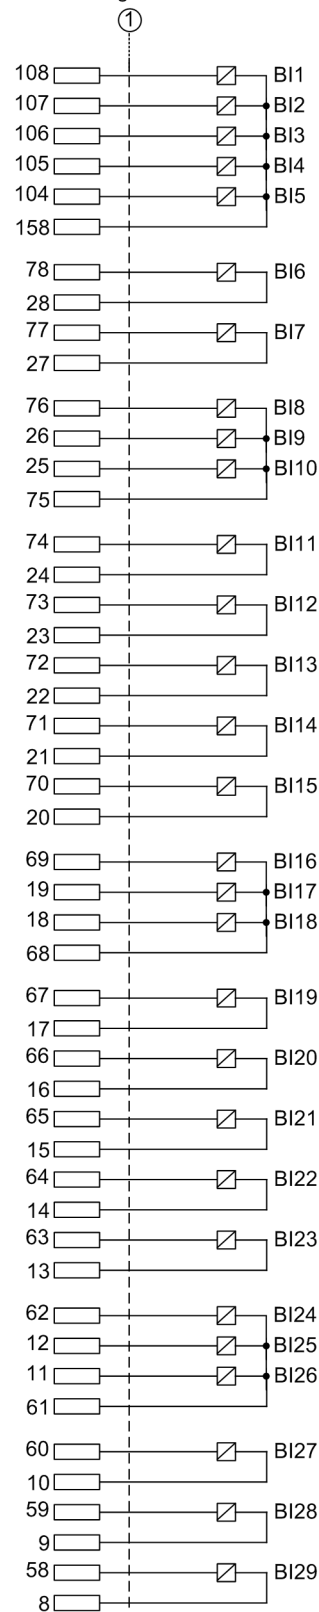 ①
108 BI1
107 BI2
106 BI3
105 BI4
104 BI5
158
78 BI6
28
77 BI7
27
76 BI8
26 BI9
25 BI10
75
74 BI11
24
73 BI12
23
72 BI13
22
71 BI14
21
70 BI15
20
69 BI16
19 BI17
18 BI18
68
67 BI19
17
66 BI20
16
65 BI21
15
64 BI22
14
63 BI23
13
62 BI24
12 BI25
11 BI26
61
60 BI27
10
59 BI28
9
58 BI29
8